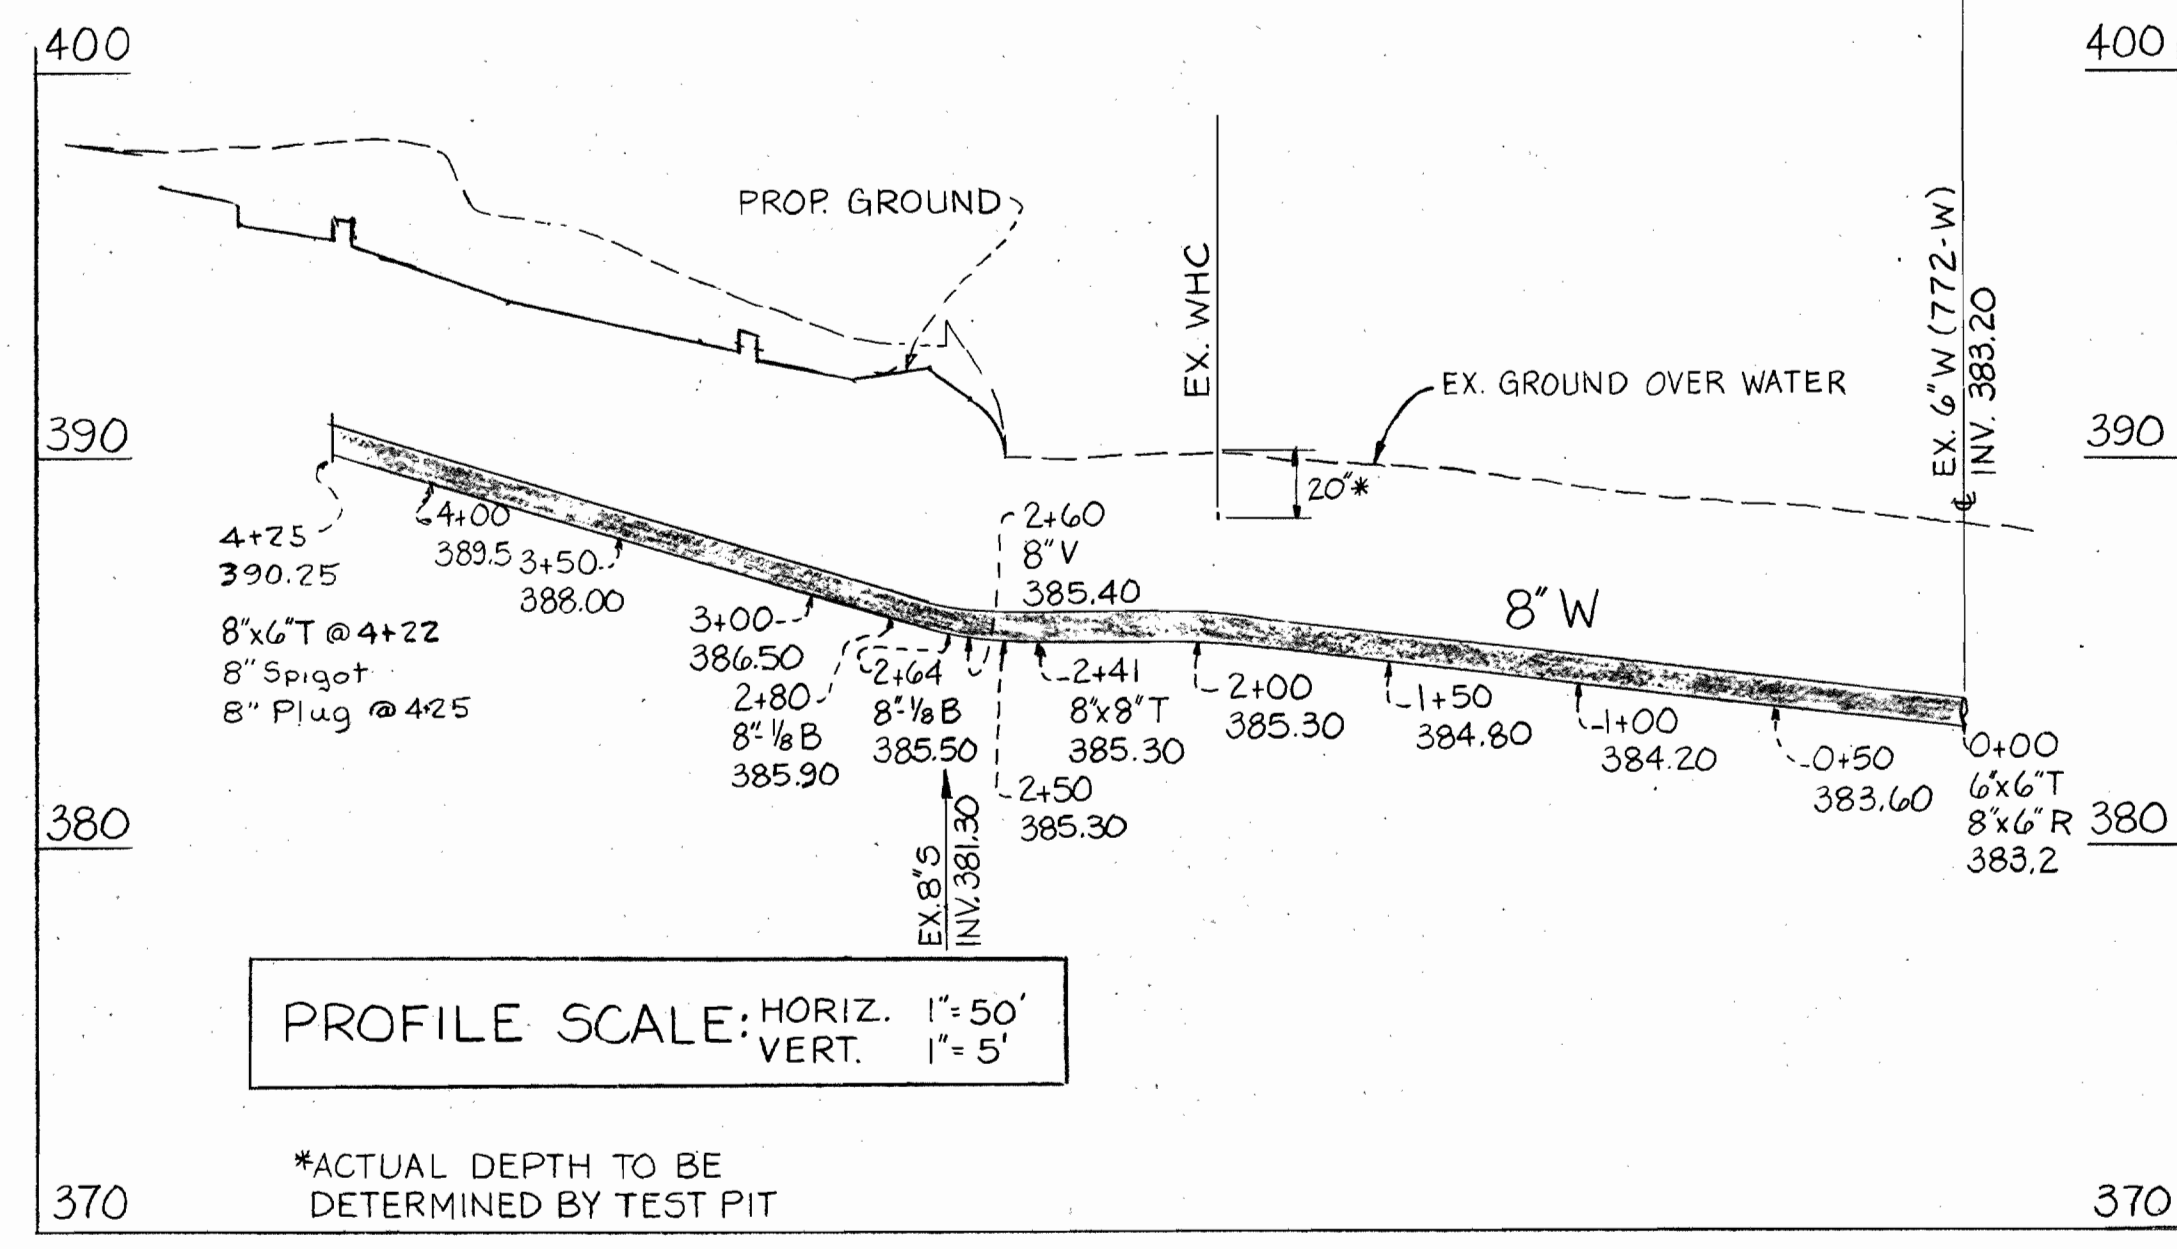 400
400
PROP. GROUND
EX. WHC
EX. 6"W (772-W)
INV. 383.20
EX. GROUND OVER WATER
390
390
20"*
4+25
390.25
8"x6"T @ 4+22
8" Spigot
8" Plug @ 4+25
4+00
389.5
3+50
388.00
3+00
386.50
2+80
8"-1/8 B
385.90
2+64
8"-1/8 B
385.50
2+60
8" V
385.40
2+50
385.30
2+41
8"x8" T
385.30
2+00
385.30
8" W
1+50
384.80
1+00
384.20
0+50
383.60
0+00
6"x6"T
8"x6" R
383.2
380
380
EX. 8"S
INV. 381.30
PROFILE SCALE: HORIZ. 1"=50'
VERT. 1"=5'
*ACTUAL DEPTH TO BE
DETERMINED BY TEST PIT
370
370